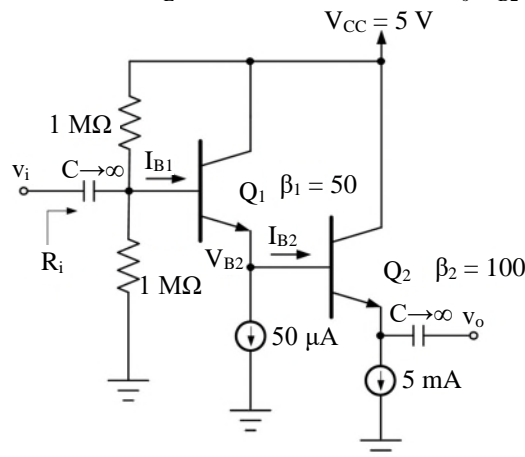 V_CC = 5 V
1 MΩ
v_i
C→∞
I_B1
Q_1 β_1 = 50
R_i
I_B2
V_B2
Q_2 β_2 = 100
1 MΩ
C→∞ v_o
50 μA
5 mA